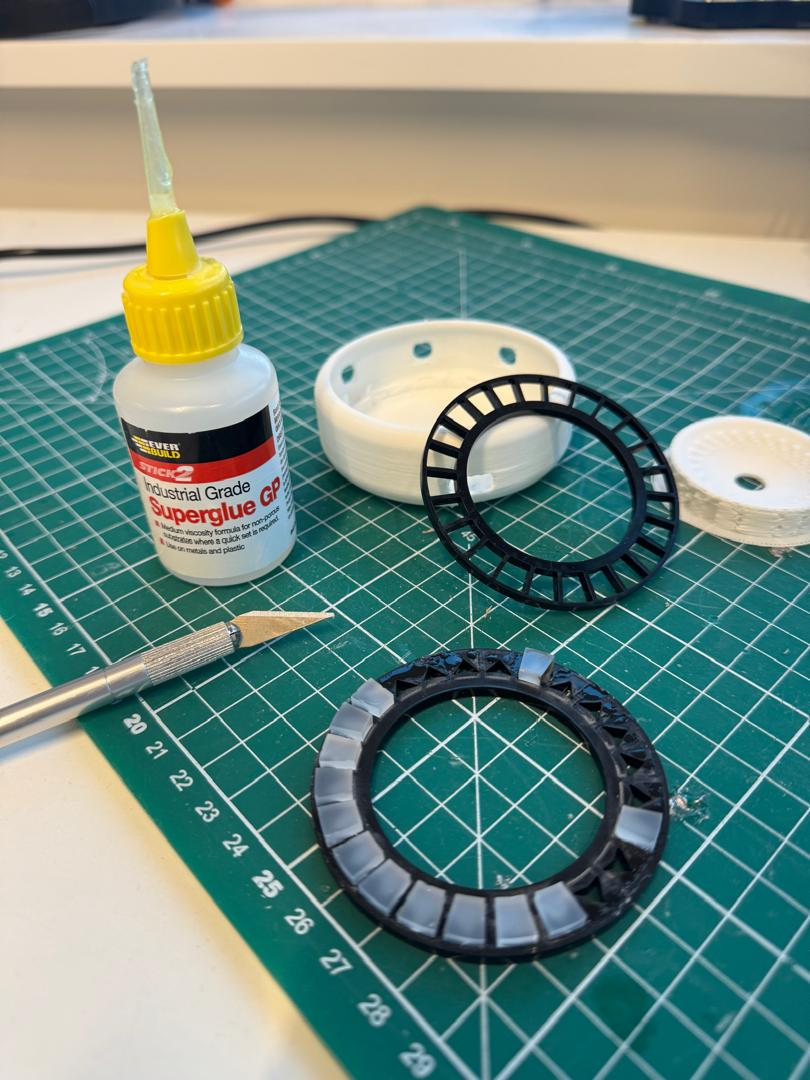 EVER
BUILD
STICK2
Industrial Grade
Superglue GP
Medium viscosity formula for non-porous
substrates where a quick set is required.
Use on metals and plastic
45
12
13
14
15
16
17
20
21
22
23
24
25
26
27
28
29